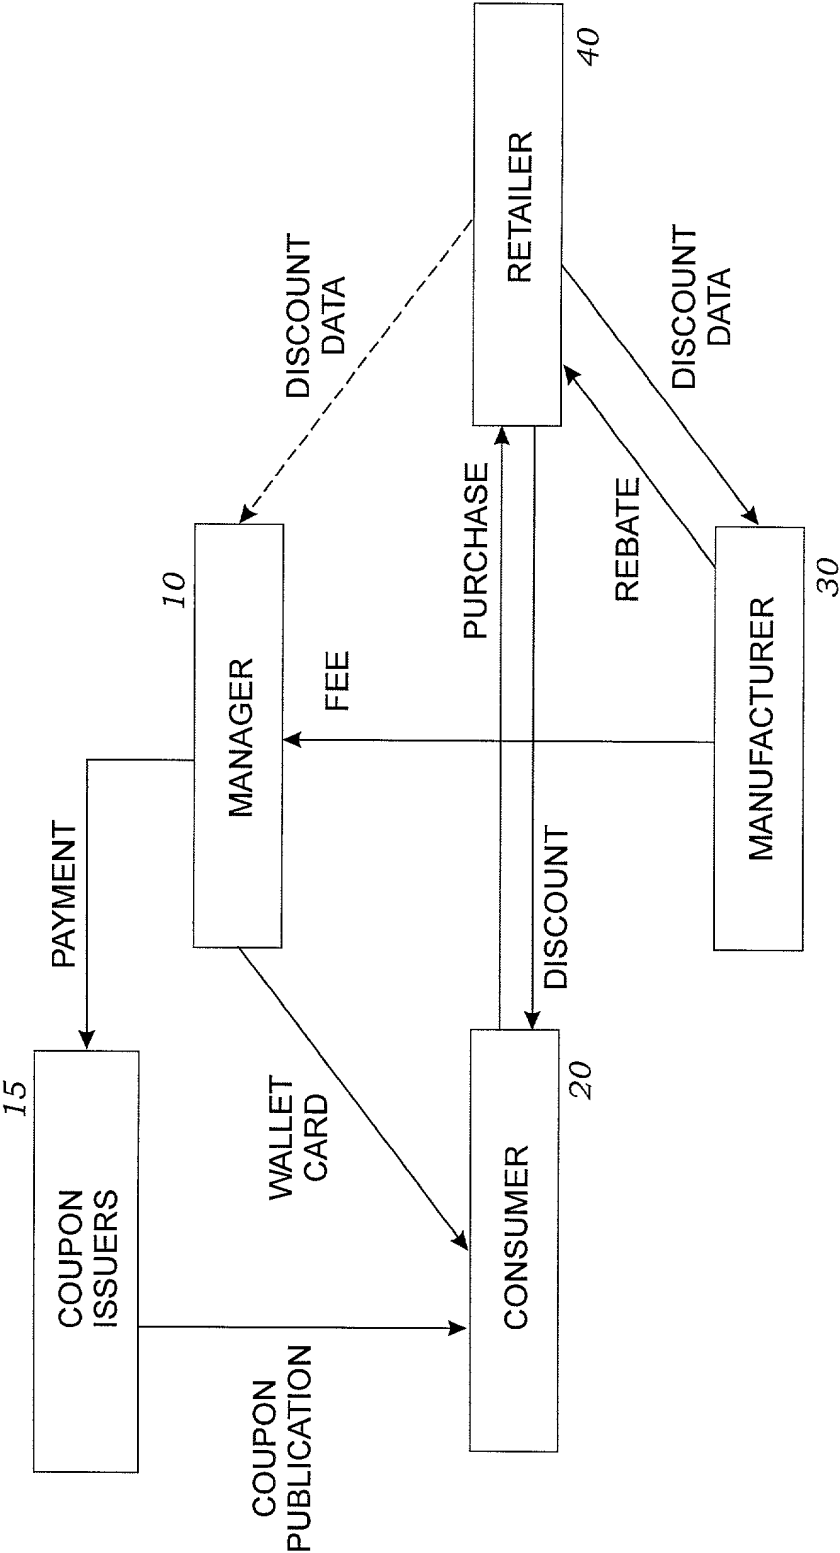 15
COUPON
ISSUERS
PAYMENT
10
MANAGER
DISCOUNT
DATA
COUPON
PUBLICATION
WALLET
CARD
FEE
PURCHASE
CONSUMER
20
DISCOUNT
RETAILER
40
REBATE
DISCOUNT
DATA
MANUFACTURER
30